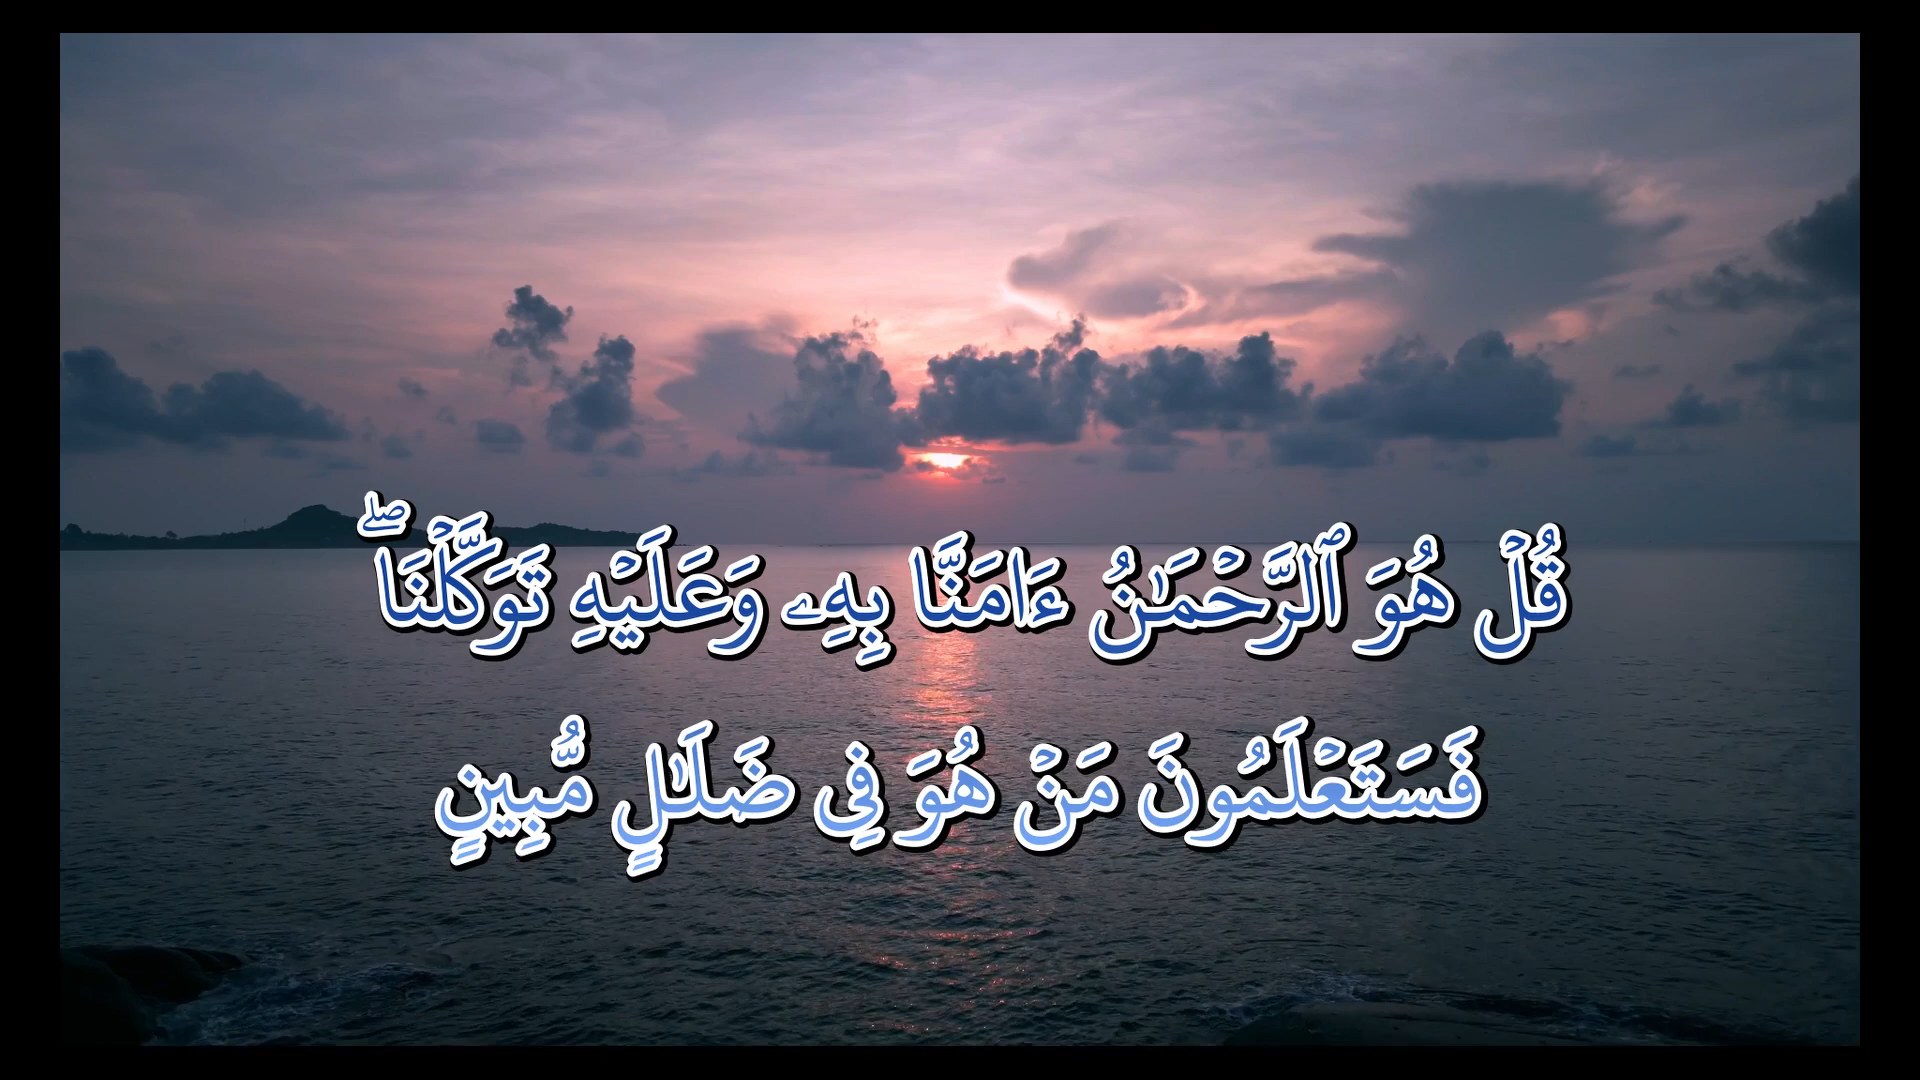 قُلۡ هُوَ ٱلرَّحۡمَـٰنُ ءَامَنَّا بِهِۦ وَعَلَيۡهِ تَوَكَّلۡنَاۖ
فَسَتَعۡلَمُونَ مَنۡ هُوَ فِى ضَلَـٰلٍ مُّبِينٍ